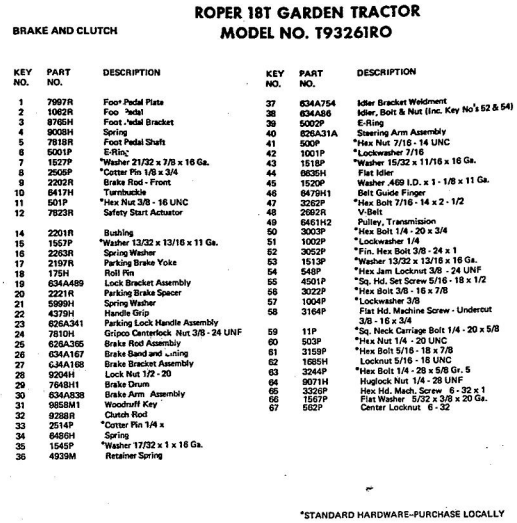 ROPER 18T GARDEN TRACTOR
BRAKE AND CLUTCH
MODEL NO. T93261RO
KEY NO. PART NO. DESCRIPTION
1 7997R Foot Pedal Plate
2 1062R Foot Pedal
3 8765H Foot Pedal Bracket
4 9008H Spring
5 7818R Foot Pedal Shaft
6 5001P E-Ring
7 1527P *Washer 21/32 x 7/8 x 16 Ga.
8 2505P *Cotter Pin 1/8 x 3/4
9 2202R Brake Rod - Front
10 6417H Turnbuckle
11 501P *Hex Nut 3/8 - 16 UNC
12 7823R Safety Start Actuator
14 2201R Bushing
15 1557P *Washer 13/32 x 13/16 x 11 Ga.
16 2263R Spring Washer
17 2197R Parking Brake Yoke
18 175H Roll Pin
19 634A489 Lock Bracket Assembly
20 2221R Parking Brake Spacer
21 5999H Spring Washer
22 4379H Handle Grip
23 626A341 Parking Lock Handle Assembly
24 7810H Gripco Centerlock Nut 3/8 - 24 UNF
25 626A365 Brake Rod Assembly
26 634A167 Brake Band and Lining
27 634A168 Brake Bracket Assembly
28 9204H Lock Nut 1/2 - 20
29 7648H1 Brake Drum
30 634A838 Brake Arm Assembly
31 9858M1 Woodruff Key
32 9288R Clutch Rod
33 2514P *Cotter Pin 1/4 x
34 6486H Spring
35 1545P *Washer 17/32 x 1 x 16 Ga.
36 4939M Retainer Spring
KEY NO. PART NO. DESCRIPTION
37 634A754 Idler Bracket Weldment
38 634A86 Idler, Bolt & Nut (Inc. Key No's 52 & 54)
39 5002P E-Ring
40 626A31A Steering Arm Assembly
41 500P *Hex Nut 7/16 - 14 UNC
42 1001P *Lockwasher 7/16
43 1518P *Washer 15/32 x 11/16 x 16 Ga.
44 6635H Flat Idler
45 1520P Washer .469 I.D. x 1 - 1/8 x 11 Ga.
46 6479H1 Belt Guide Finger
47 3262P *Hex Bolt 7/16 - 14 x 2 - 1/2
48 2692R V-Belt
49 6461H2 Pulley, Transmission
50 3003P *Hex Bolt 1/4 - 20 x 3/4
51 1002P *Lockwasher 1/4
52 3052P *Fin. Hex Bolt 3/8 - 24 x 1
53 1513P *Washer 13/32 x 13/16 x 16 Ga.
54 548P *Hex Jam Locknut 3/8 - 24 UNF
55 4501P *Sq. Hd. Set Screw 5/16 - 18 x 1/2
56 3022P *Hex Bolt 3/8 - 16 x 7/8
57 1004P *Lockwasher 3/8
58 3164P Flat Hd. Machine Screw - Undercut
3/8 - 16 x 3/4
59 11P *Sq. Neck Carriage Bolt 1/4 - 20 x 5/8
60 503P *Hex Nut 1/4 - 20 UNC
61 3159P *Hex Bolt 5/16 - 18 x 7/8
62 1685H Locknut 5/16 - 18 UNC
63 3244P *Hex Bolt 1/4 - 28 x 5/8 Gr. 5
64 9071H Huglock Nut 1/4 - 28 UNF
65 3326P Hex Hd. Mach. Screw 6 - 32 x 1
66 1567P Flat Washer 5/32 x 3/8 x 20 Ga.
67 562P Center Locknut 6 - 32
*STANDARD HARDWARE--PURCHASE LOCALLY